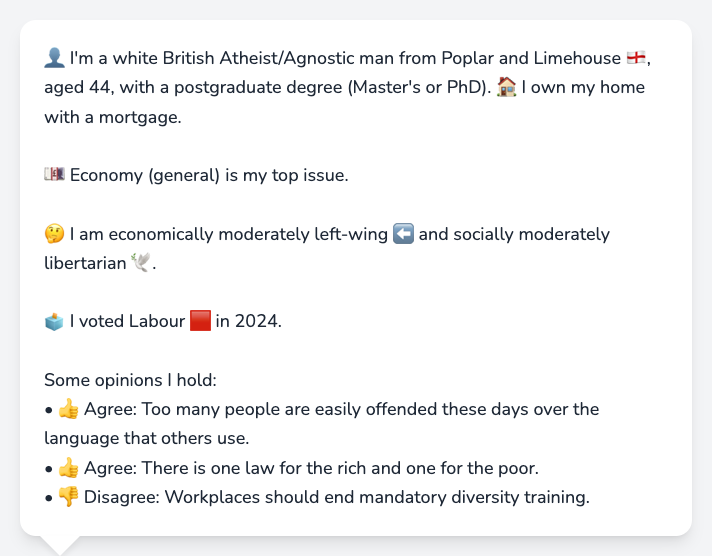 👤 I'm a white British Atheist/Agnostic man from Poplar and Limehouse 🏴󠁧󠁢󠁥󠁮󠁧󠁿,
aged 44, with a postgraduate degree (Master's or PhD). 🏠 I own my home
with a mortgage.
💷 Economy (general) is my top issue.
🤔 I am economically moderately left-wing ⬅️ and socially moderately
libertarian 🕊️.
🗳️ I voted Labour 🟥 in 2024.
Some opinions I hold:
• 👍 Agree: Too many people are easily offended these days over the
language that others use.
• 👍 Agree: There is one law for the rich and one for the poor.
• 👎 Disagree: Workplaces should end mandatory diversity training.